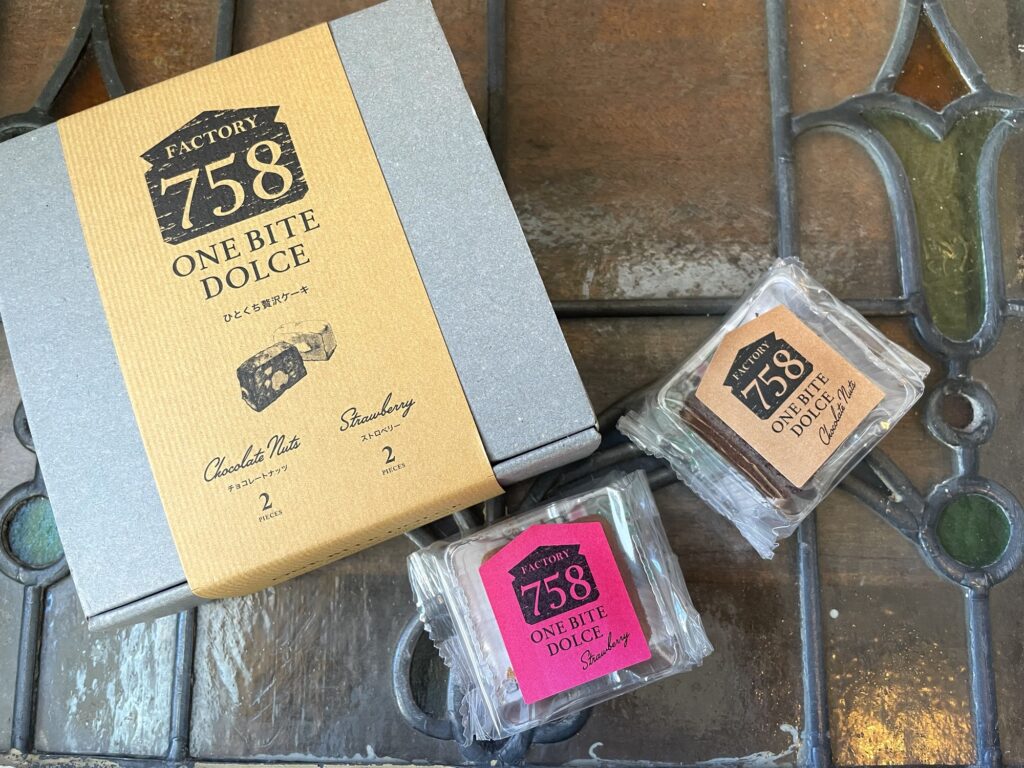 FACTORY
758
ONE BITE
DOLCE
ひとくち贅沢ケーキ
Chocolate Nuts
チョコレートナッツ
2
PIECES
Strawberry
ストロベリー
2
PIECES
FACTORY
758
ONE BITE
DOLCE
Chocolate Nuts
FACTORY
758
ONE BITE
DOLCE
Strawberry